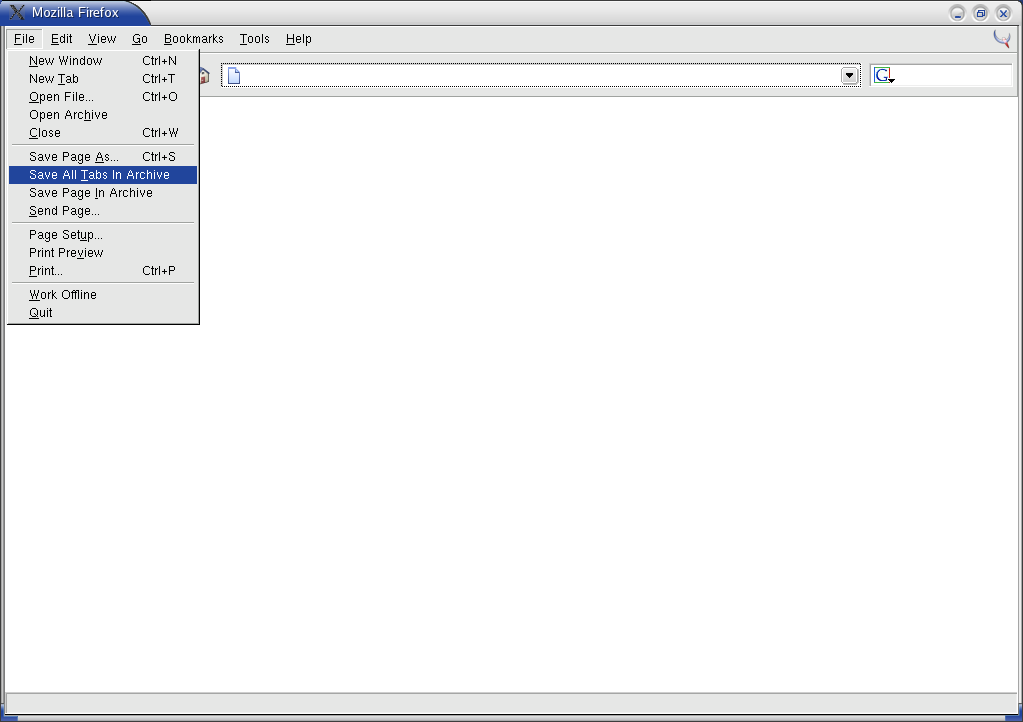 Mozilla Firefox
File Edit View Go Bookmarks Tools Help
New Window Ctrl+N
New Tab Ctrl+T
Open File... Ctrl+O
Open Archive
Close Ctrl+W
Save Page As... Ctrl+S
Save All Tabs In Archive
Save Page In Archive
Send Page...
Page Setup...
Print Preview
Print... Ctrl+P
Work Offline
Quit
G